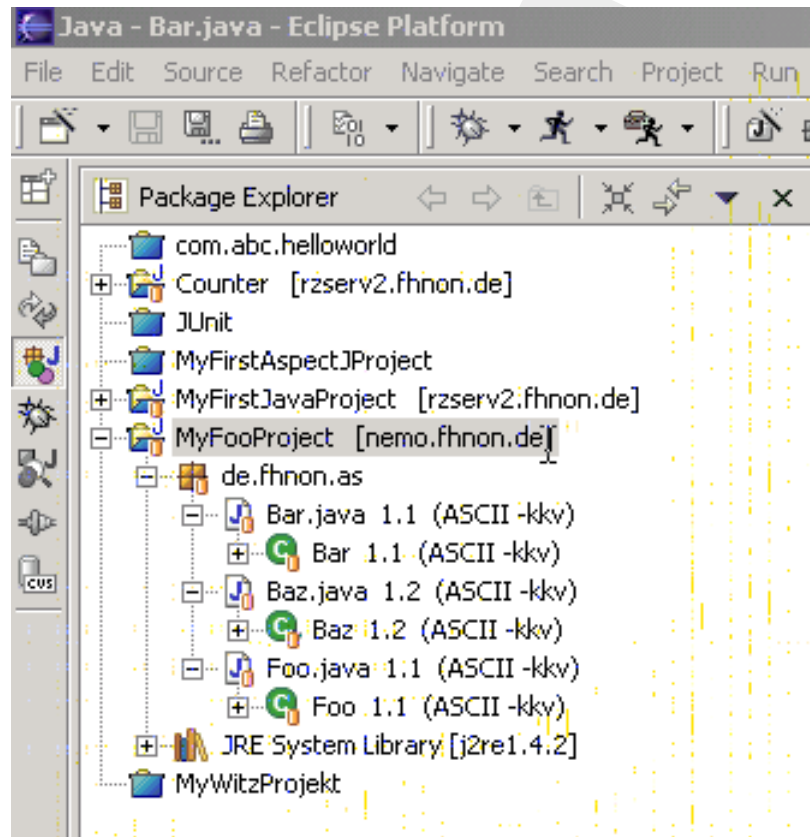 Java - Bar.java - Eclipse Platform
File Edit Source Refactor Navigate Search Project Run
Package Explorer
com.abc.helloworld
Counter [rzserv2.fhnon.de]
JUnit
MyFirstAspectJProject
MyFirstJavaProject [rzserv2.fhnon.de]
MyFooProject [nemo.fhnon.de]
de.fhnon.as
Bar.java 1.1 (ASCII -kkv)
Bar 1.1 (ASCII -kkv)
Baz.java 1.2 (ASCII -kkv)
Baz 1.2 (ASCII -kkv)
Foo.java 1.1 (ASCII -kkv)
Foo 1.1 (ASCII -kkv)
JRE System Library [j2re1.4.2]
MyWitzProjekt
CVS